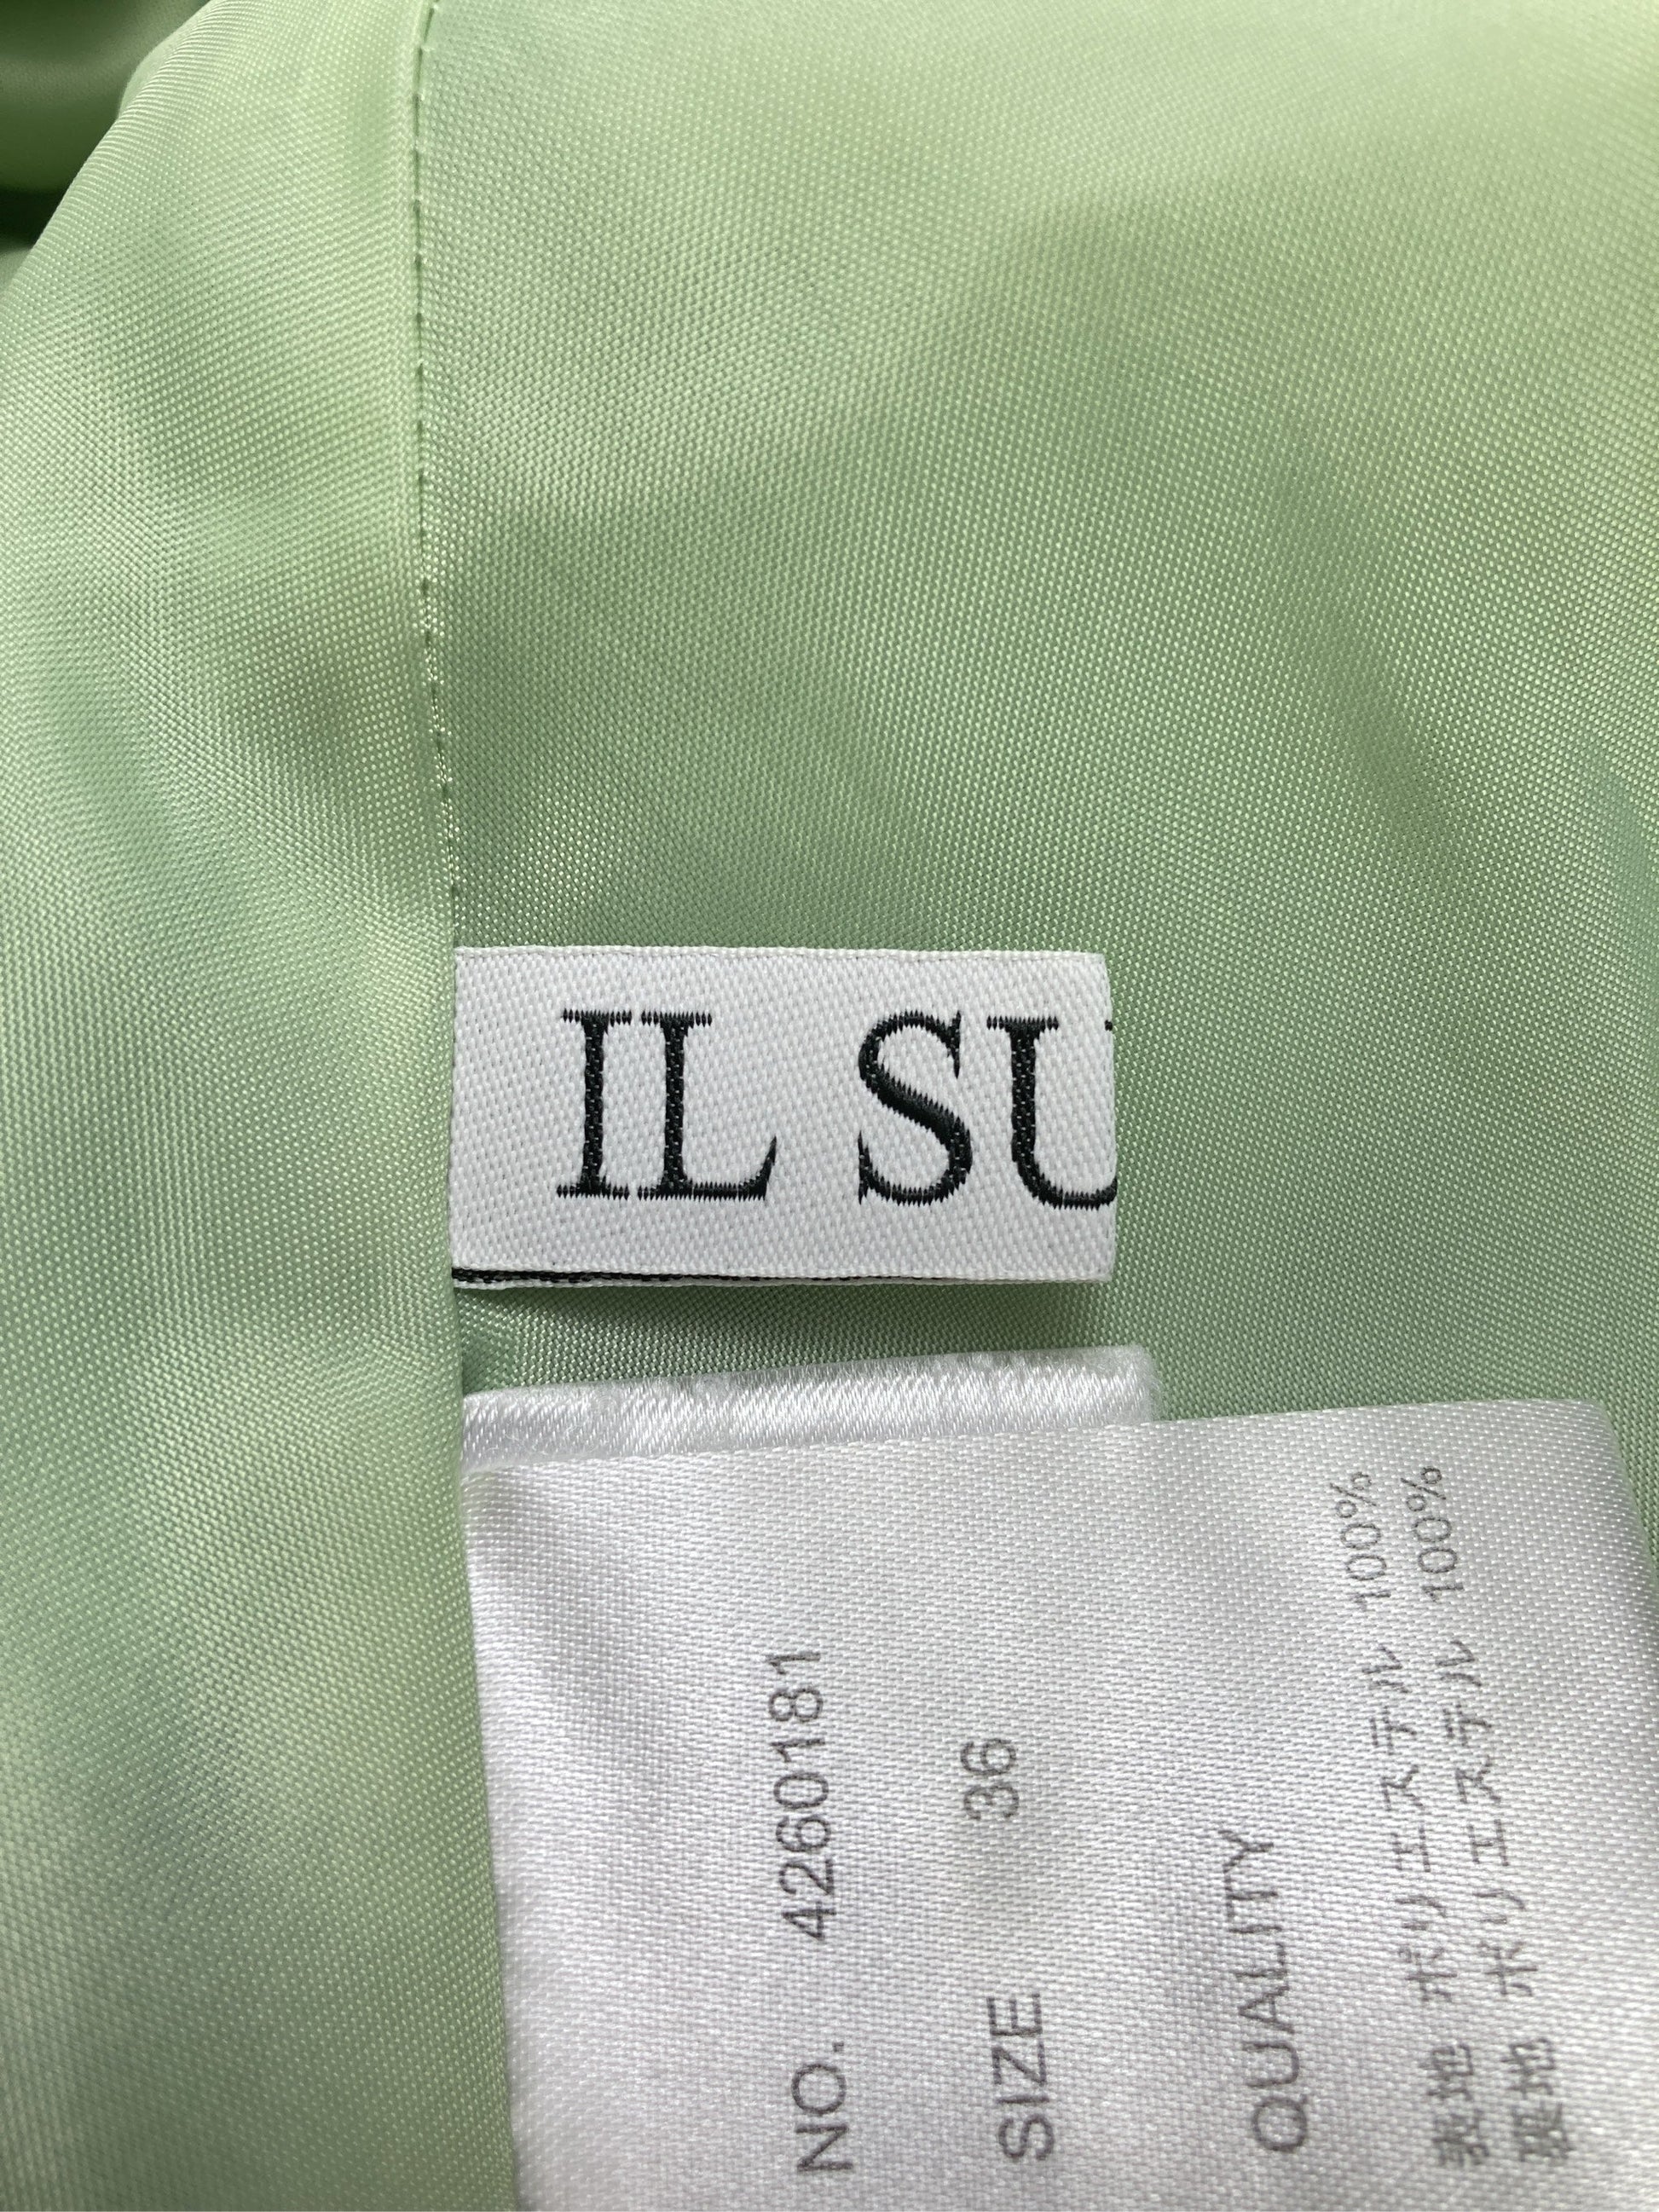 IL SU
NO. 4260181
SIZE 36
QUALITY
表地 ポリエステル 100%
裏地 ポリエステル 100%